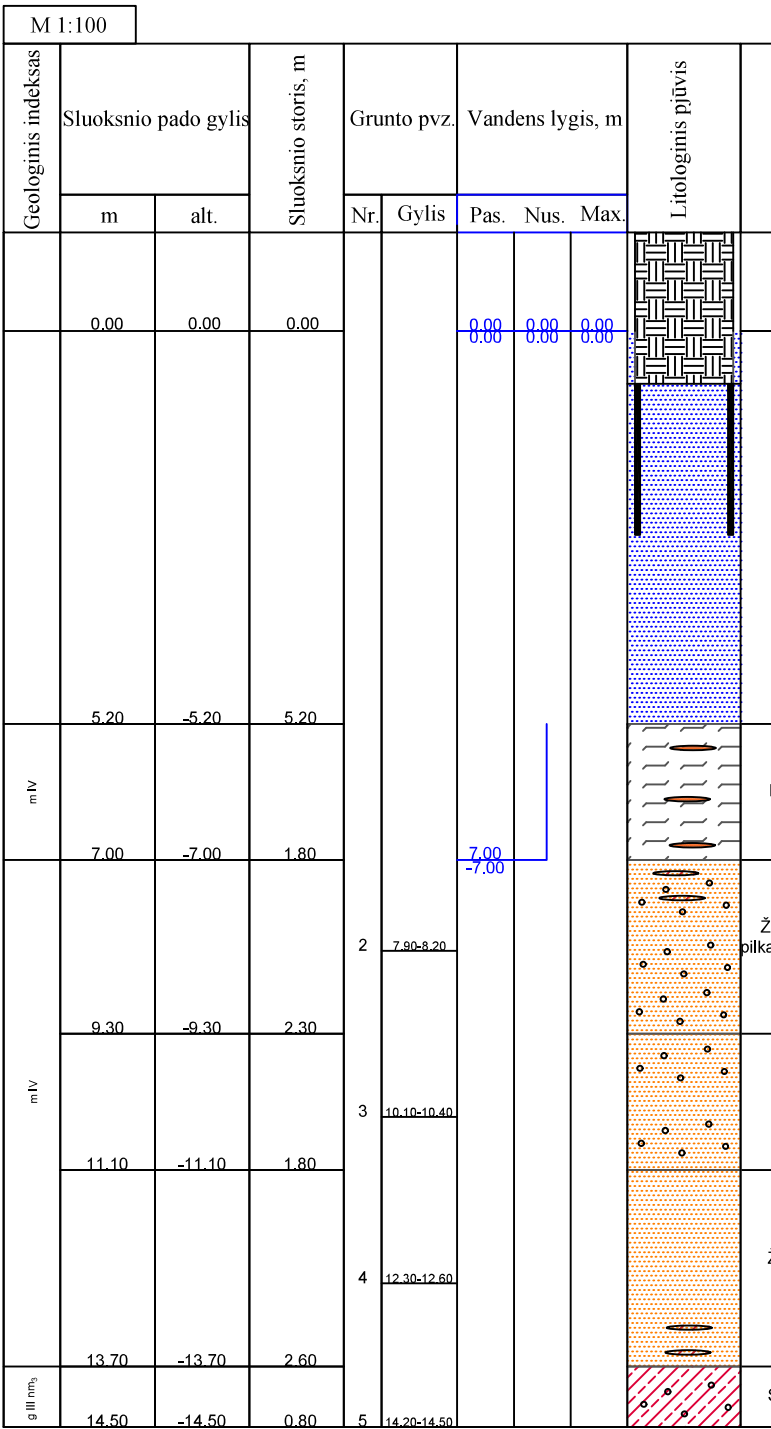 M 1:100
Geologinis indeksas
Sluoksnio pado gylis
Sluoksnio storis, m
Grunto pvz.
Vandens lygis, m
Litologinis pjūvis
m
alt.
Nr.
Gylis
Pas.
Nus.
Max.
0.00 0.00 0.00 0.00 0.00 0.00
0.00 0.00 0.00
5.20 -5.20 5.20
m IV
7.00 -7.00 1.80 7.00
-7.00
Ž
pilka
2 7.90-8.20
9.30 -9.30 2.30
m IV
3 10.10-10.40
11.10 -11.10 1.80
4 12.30-12.60
13.70 -13.70 2.60
g III nm₃
14.50 -14.50 0.80 5 14.20-14.50